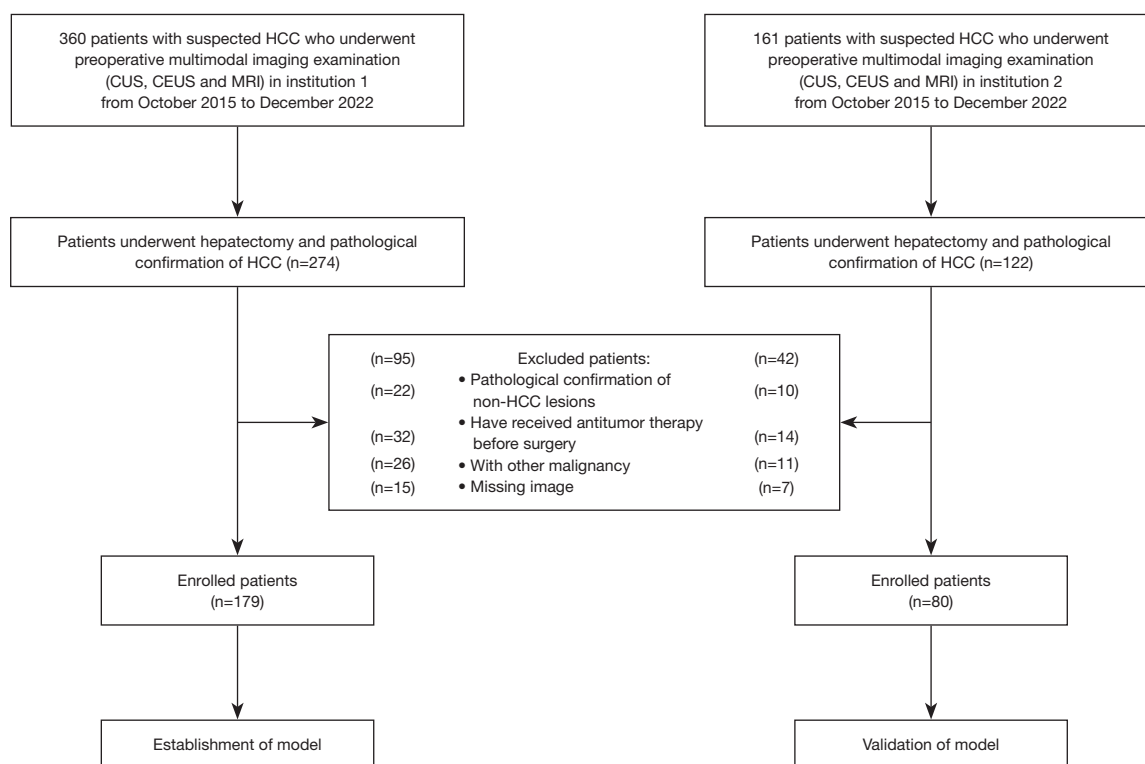 360 patients with suspected HCC who underwent
preoperative multimodal imaging examination
(CUS, CEUS and MRI) in institution 1
from October 2015 to December 2022
161 patients with suspected HCC who underwent
preoperative multimodal imaging examination
(CUS, CEUS and MRI) in institution 2
from October 2015 to December 2022
Patients underwent hepatectomy and pathological
confirmation of HCC (n=274)
Patients underwent hepatectomy and pathological
confirmation of HCC (n=122)
(n=95) Excluded patients: (n=42)
(n=22) • Pathological confirmation of (n=10)
non-HCC lesions
• Have received antitumor therapy
(n=32) before surgery (n=14)
(n=26) • With other malignancy (n=11)
(n=15) • Missing image (n=7)
Enrolled patients
(n=179)
Enrolled patients
(n=80)
Establishment of model
Validation of model